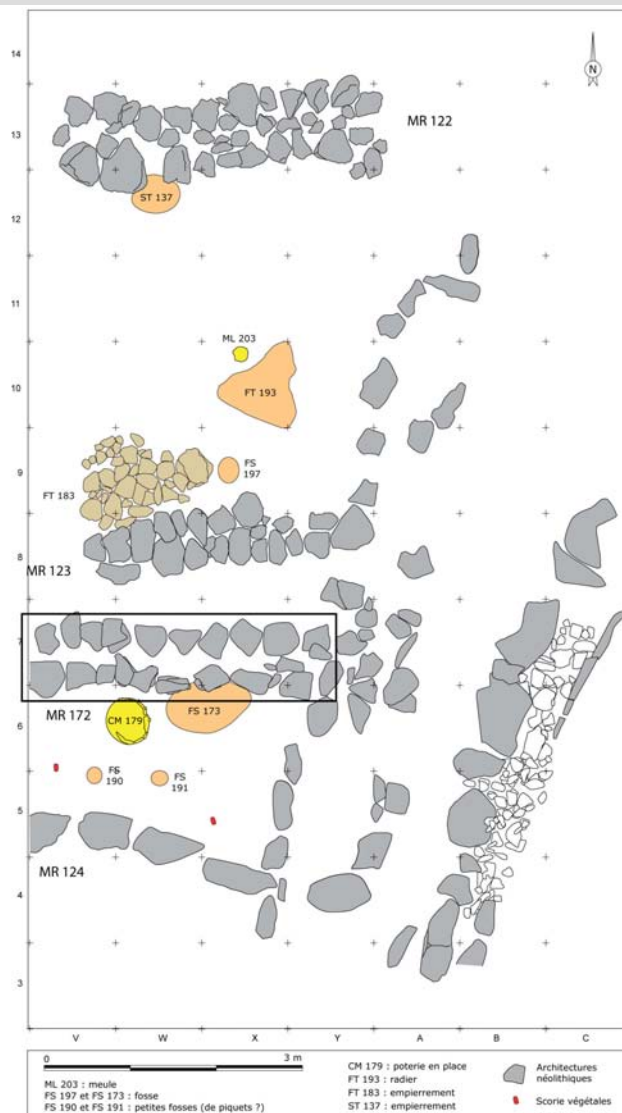 14
N
MR 122
13
ST 137
12
11
ML 203
10
FT 193
9
FS
197
FT 183
8
MR 123
7
CM 179
FS 173
MR 172
6
FS
190
FS
191
5
MR 124
4
3
V W X Y A B C
0 3 m
ML 203 : meule
FS 197 et FS 173 : fosse
FS 190 et FS 191 : petites fosses (de piquets ?)
CM 179 : poterie en place
FT 193 : radier
FT 183 : empierrement
ST 137 : empierrement
Architectures
néolithiques
Scorie végétales